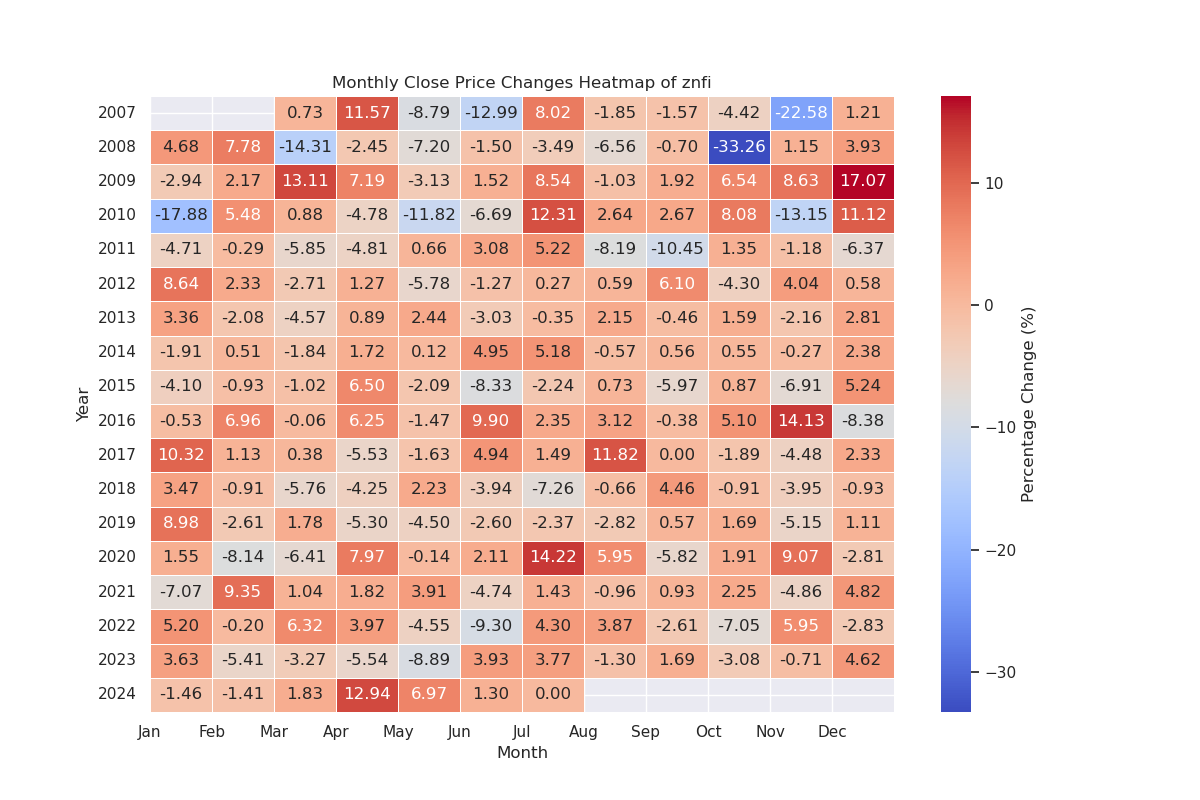 Monthly Close Price Changes Heatmap of znfi
2007 0.73 11.57 -8.79 -12.99 8.02 -1.85 -1.57 -4.42 -22.58 1.21
2008 4.68 7.78 -14.31 -2.45 -7.20 -1.50 -3.49 -6.56 -0.70 -33.26 1.15 3.93
2009 -2.94 2.17 13.11 7.19 -3.13 1.52 8.54 -1.03 1.92 6.54 8.63 17.07
2010 -17.88 5.48 0.88 -4.78 -11.82 -6.69 12.31 2.64 2.67 8.08 -13.15 11.12
2011 -4.71 -0.29 -5.85 -4.81 0.66 3.08 5.22 -8.19 -10.45 1.35 -1.18 -6.37
2012 8.64 2.33 -2.71 1.27 -5.78 -1.27 0.27 0.59 6.10 -4.30 4.04 0.58
2013 3.36 -2.08 -4.57 0.89 2.44 -3.03 -0.35 2.15 -0.46 1.59 -2.16 2.81
2014 -1.91 0.51 -1.84 1.72 0.12 4.95 5.18 -0.57 0.56 0.55 -0.27 2.38
2015 -4.10 -0.93 -1.02 6.50 -2.09 -8.33 -2.24 0.73 -5.97 0.87 -6.91 5.24
2016 -0.53 6.96 -0.06 6.25 -1.47 9.90 2.35 3.12 -0.38 5.10 14.13 -8.38
2017 10.32 1.13 0.38 -5.53 -1.63 4.94 1.49 11.82 0.00 -1.89 -4.48 2.33
2018 3.47 -0.91 -5.76 -4.25 2.23 -3.94 -7.26 -0.66 4.46 -0.91 -3.95 -0.93
2019 8.98 -2.61 1.78 -5.30 -4.50 -2.60 -2.37 -2.82 0.57 1.69 -5.15 1.11
2020 1.55 -8.14 -6.41 7.97 -0.14 2.11 14.22 5.95 -5.82 1.91 9.07 -2.81
2021 -7.07 9.35 1.04 1.82 3.91 -4.74 1.43 -0.96 0.93 2.25 -4.86 4.82
2022 5.20 -0.20 6.32 3.97 -4.55 -9.30 4.30 3.87 -2.61 -7.05 5.95 -2.83
2023 3.63 -5.41 -3.27 -5.54 -8.89 3.93 3.77 -1.30 1.69 -3.08 -0.71 4.62
2024 -1.46 -1.41 1.83 12.94 6.97 1.30 0.00
Jan Feb Mar Apr May Jun Jul Aug Sep Oct Nov Dec
Month
Year
10
0
−10
−20
−30
Percentage Change (%)